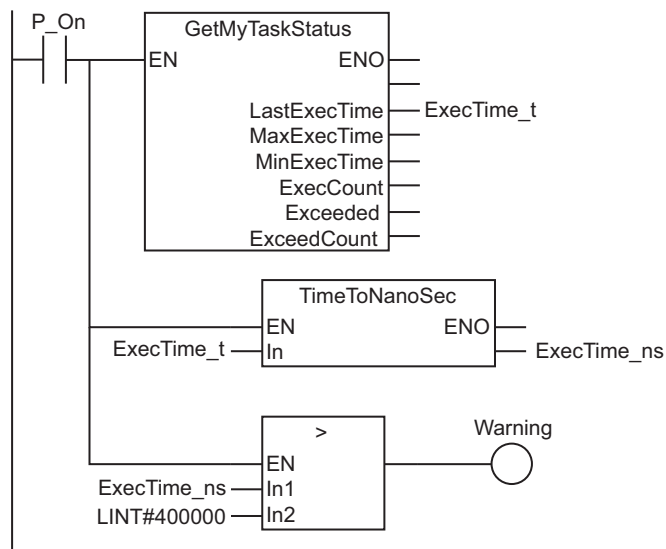 P_On
GetMyTaskStatus
EN ENO
LastExecTime ExecTime_t
MaxExecTime
MinExecTime
ExecCount
Exceeded
ExceedCount
TimeToNanoSec
EN ENO
ExecTime_t In ExecTime_ns
> Warning
EN
ExecTime_ns In1
LINT#400000 In2